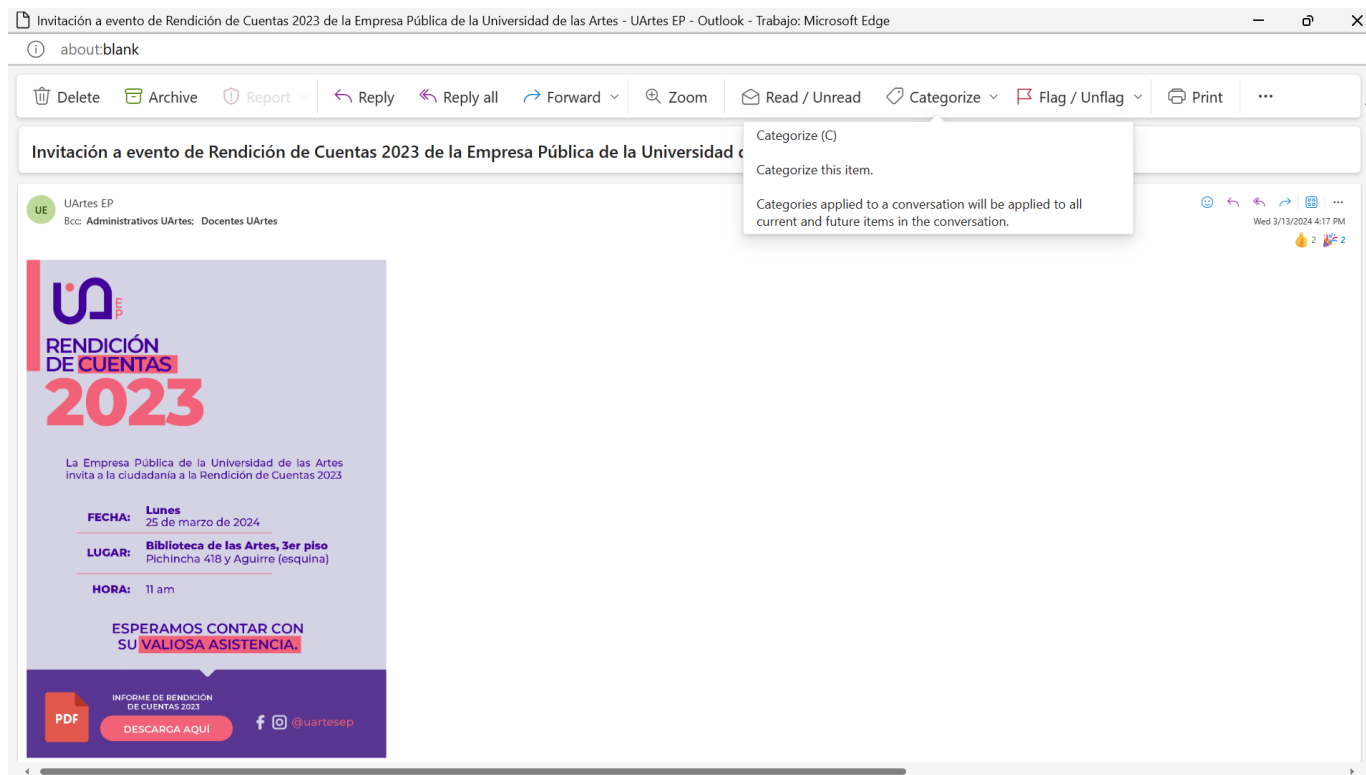 Invitación a evento de Rendición de Cuentas 2023 de la Empresa Pública de la Universidad de las Artes - UArtes EP - Outlook - Trabajo: Microsoft Edge
about:blank
Delete Archive Report Reply Reply all Forward Zoom Read / Unread Categorize Flag / Unflag Print ...
Invitación a evento de Rendición de Cuentas 2023 de la Empresa Pública de la Universidad
Categorize (C)
Categorize this item.
Categories applied to a conversation will be applied to all
current and future items in the conversation.
UE
UArtes EP
Bcc: Administrativos UArtes; Docentes UArtes
Wed 3/13/2024 4:17 PM
2 2
UA EP
RENDICIÓN
DE CUENTAS
2023
La Empresa Pública de la Universidad de las Artes
invita a la ciudadanía a la Rendición de Cuentas 2023
FECHA: Lunes
25 de marzo de 2024
LUGAR: Biblioteca de las Artes, 3er piso
Pichincha 418 y Aguirre (esquina)
HORA: 11 am
ESPERAMOS CONTAR CON
SU VALIOSA ASISTENCIA.
PDF
INFORME DE RENDICIÓN
DE CUENTAS 2023
DESCARGA AQUÍ
@uartesep